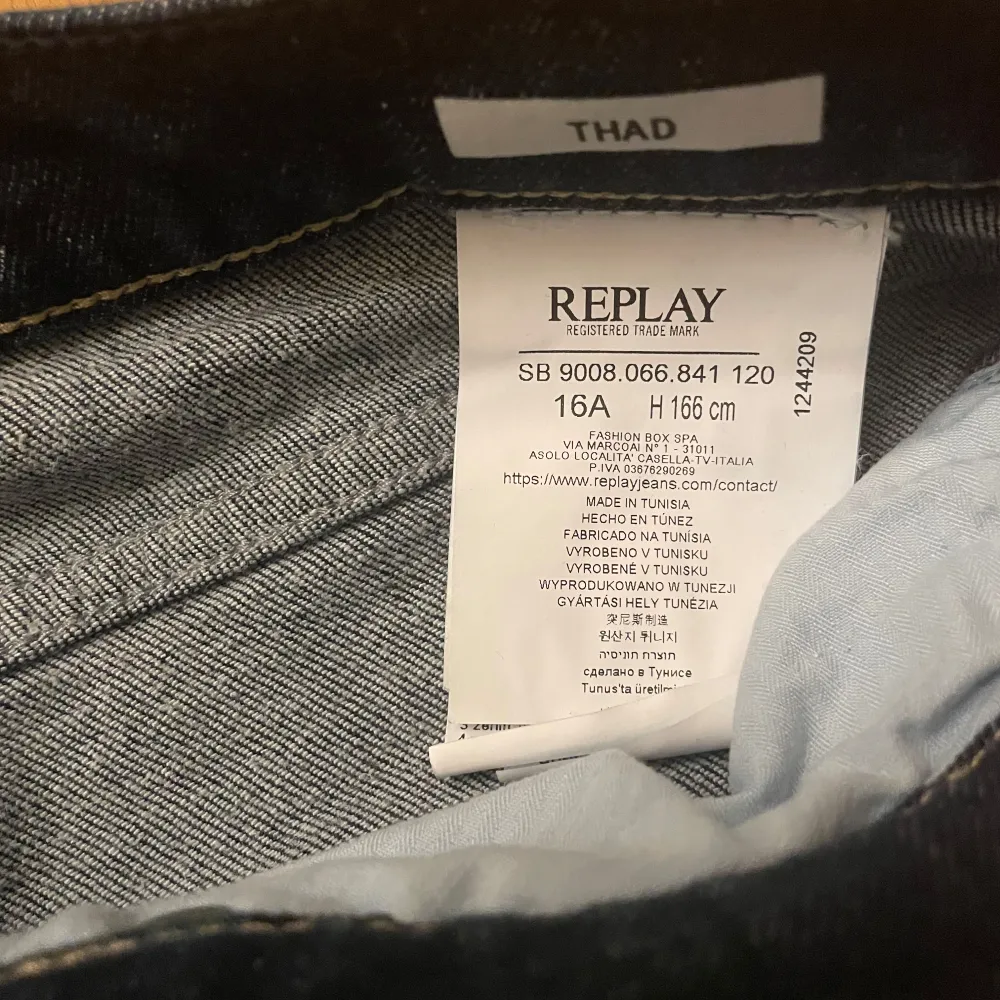 THAD
REPLAY
REGISTERED TRADE MARK
SB 9008.066.841 120
16A H 166 cm
1244209
FASHION BOX SPA
VIA MARCOAI N° 1 - 31011
ASOLO LOCALITA' CASELLA-TV-ITALIA
P.IVA 03676290269
https://www.replayjeans.com/contact/
MADE IN TUNISIA
HECHO EN TÚNEZ
FABRICADO NA TUNÍSIA
VYROBENO V TUNISKU
VYROBENÉ V TUNISKU
WYPRODUKOWANO W TUNEZJI
GYÁRTÁSI HELY TUNÉZIA
突尼斯制造
원산지 튀니지
תוצרת תוניסיה
сделано в Тунисе
Tunus'ta